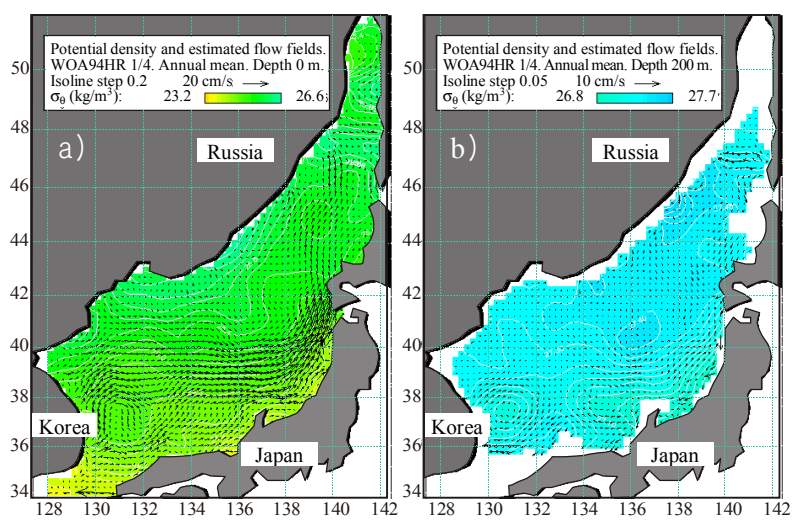 Potential density and estimated flow fields.
WOA94HR 1/4. Annual mean. Depth 0 m.
Isoline step 0.2 20 cm/s
σθ (kg/m³): 23.2 26.6
a)
Russia
Korea
Japan
50
48
46
44
42
40
38
36
34
128 130 132 134 136 138 140 142
Potential density and estimated flow fields.
WOA94HR 1/4. Annual mean. Depth 200 m.
Isoline step 0.05 10 cm/s
σθ (kg/m³): 26.8 27.7
b)
Russia
Korea
Japan
50
48
46
44
42
40
38
36
34
128 130 132 134 136 138 140 142